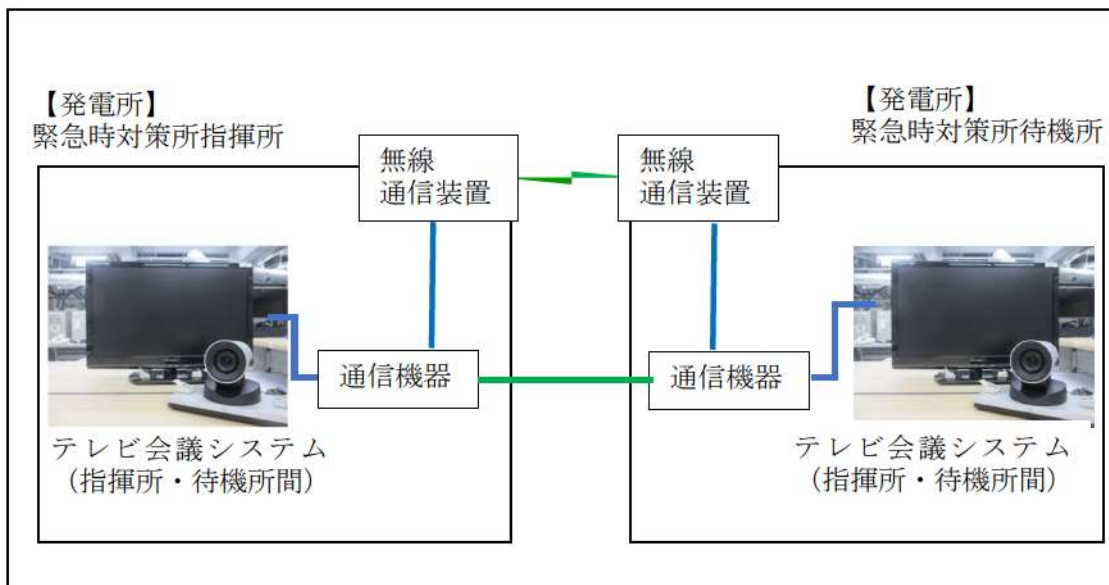 【発電所】
緊急時対策所指揮所
【発電所】
緊急時対策所待機所
無線
通信装置
無線
通信装置
通信機器
通信機器
テレビ会議システム
（指揮所・待機所間）
テレビ会議システム
（指揮所・待機所間）